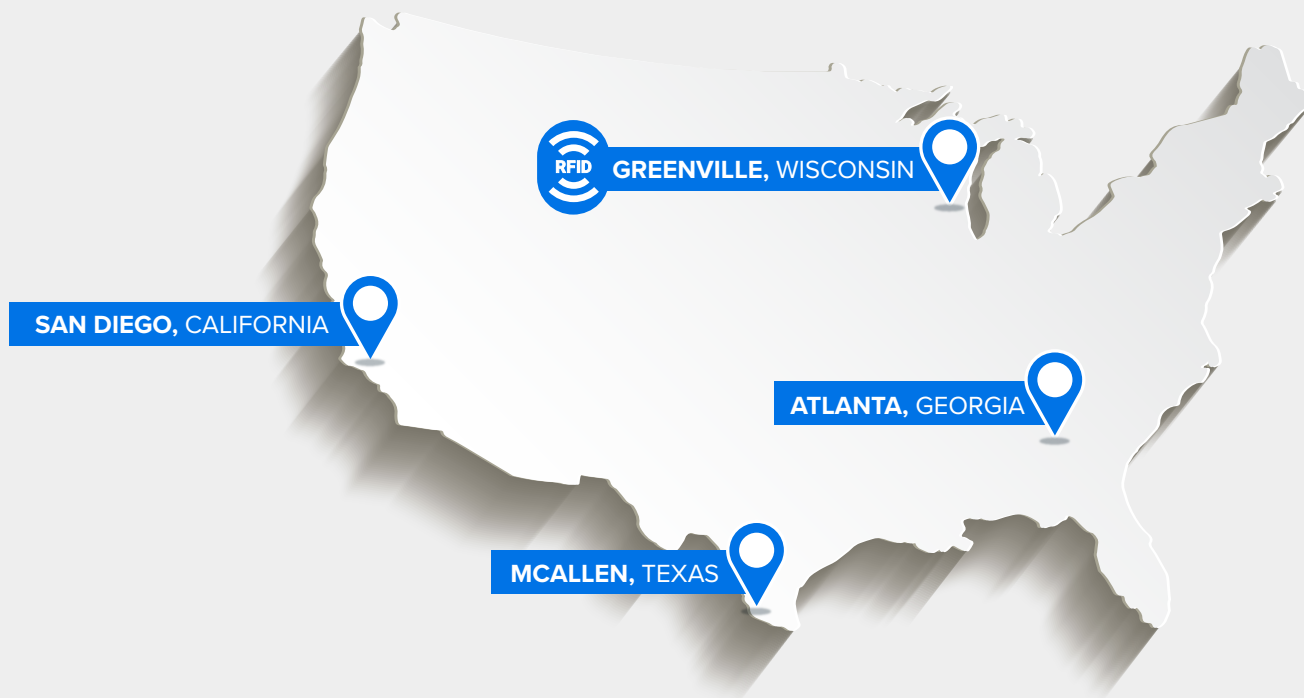 RFID
GREENVILLE, WISCONSIN
SAN DIEGO, CALIFORNIA
ATLANTA, GEORGIA
MCALLEN, TEXAS